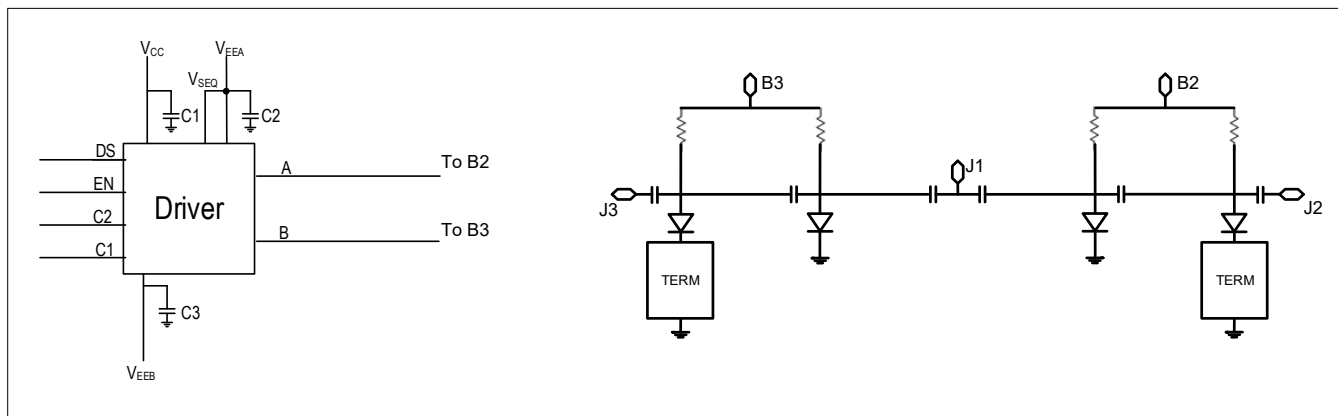 VCC
VEEA
VSEQ
C1
C2
DS
EN
C2
C1
Driver
A
To B2
B
To B3
C3
VEEB
B3
B2
J1
J3
J2
TERM
TERM